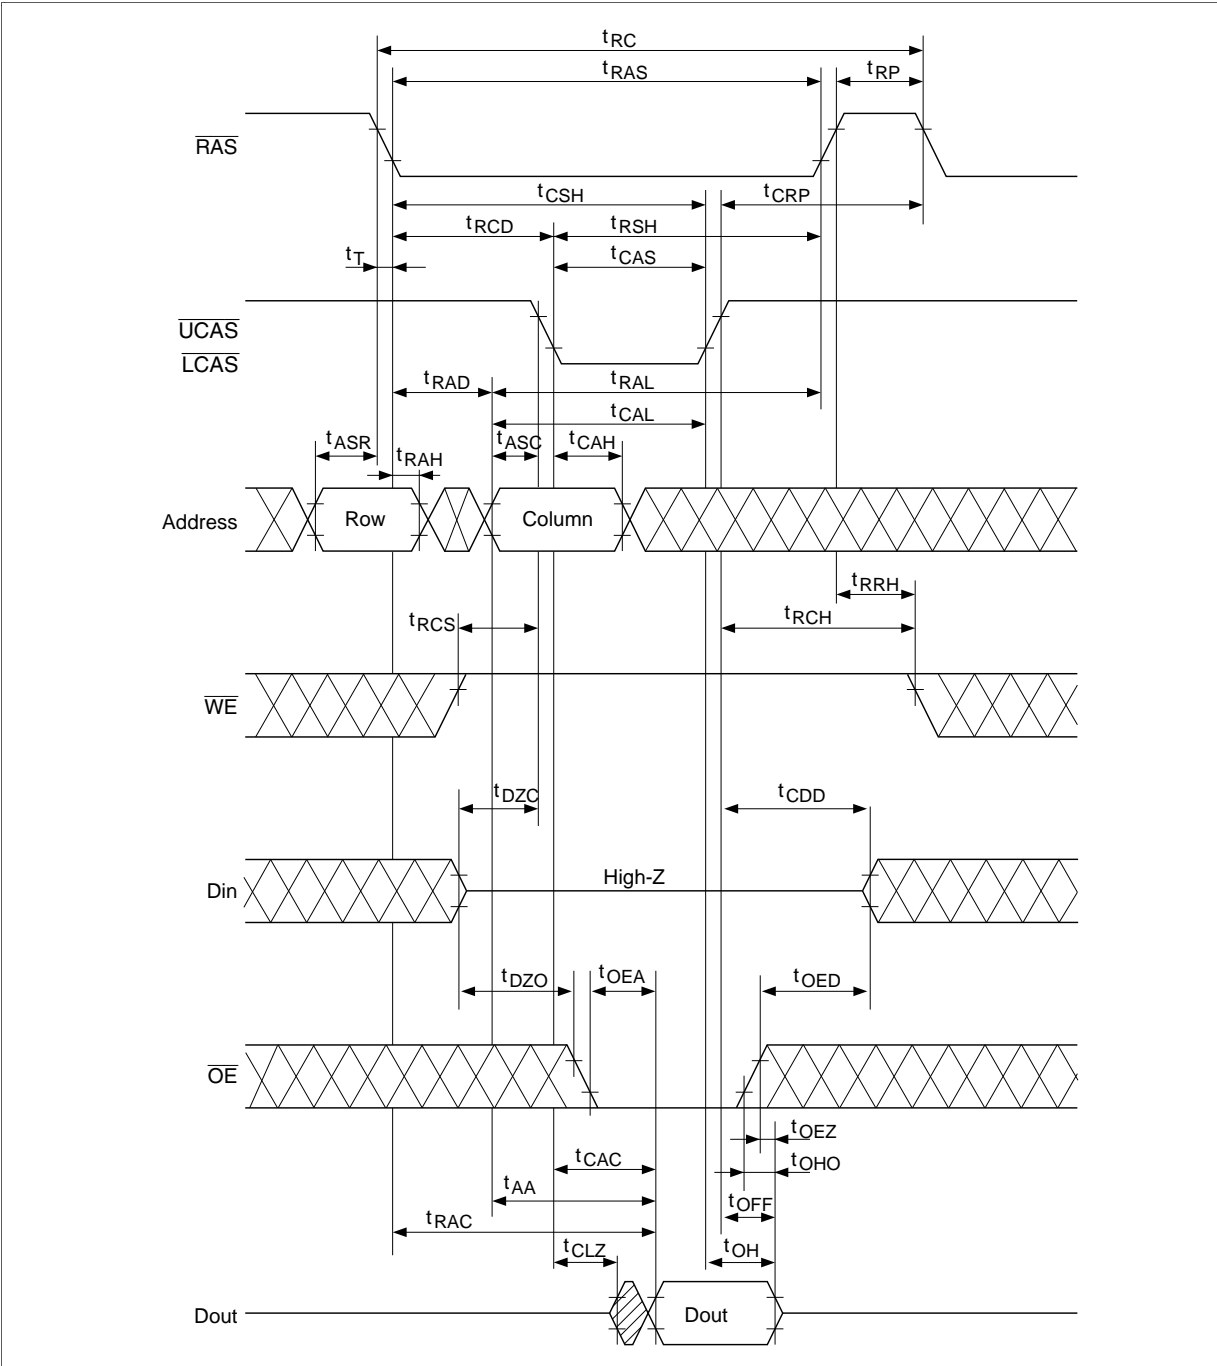 tRC
tRAS
tRP
RAS
tCSH
tCRP
tRCD
tRSH
tT
tCAS
UCAS
LCAS
tRAD
tRAL
tCAL
tASR
tRAH
tASC
tCAH
Address
Row
Column
tRRH
tRCS
tRCH
WE
tDZC
tCDD
Din
High-Z
tDZO
tOEA
tOED
OE
tOEZ
tCAC
tOHO
tAA
tOFF
tRAC
tCLZ
tOH
Dout
Dout